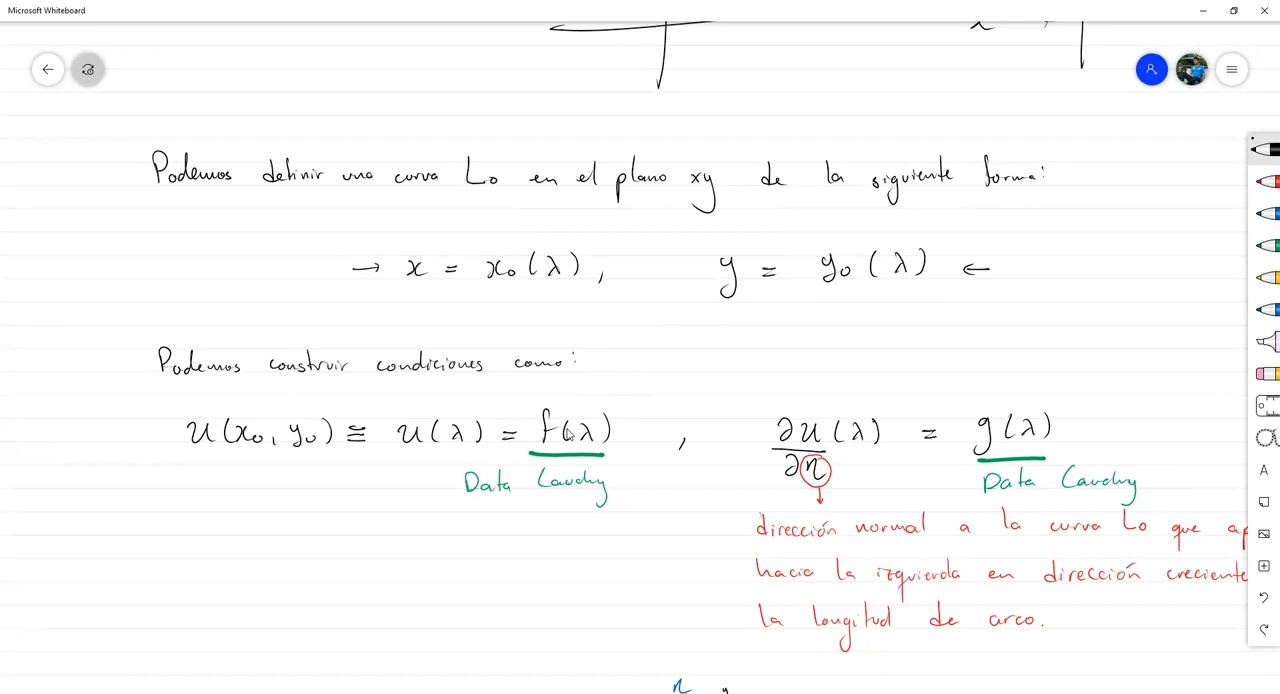 Microsoft Whiteboard
Podemos definir una curva Lo en el plano xy de la siguiente forma:
→ x = x₀(λ), y = y₀(λ) ←
Podemos construir condiciones como:
u(x₀, y₀) ≡ u(λ) = f(λ) , ∂u/∂n (λ) = g(λ)
Data Cauchy Data Cauchy
dirección normal a la curva Lo que ap
hacia la izquierda en dirección creciente
la longitud de arco.
n